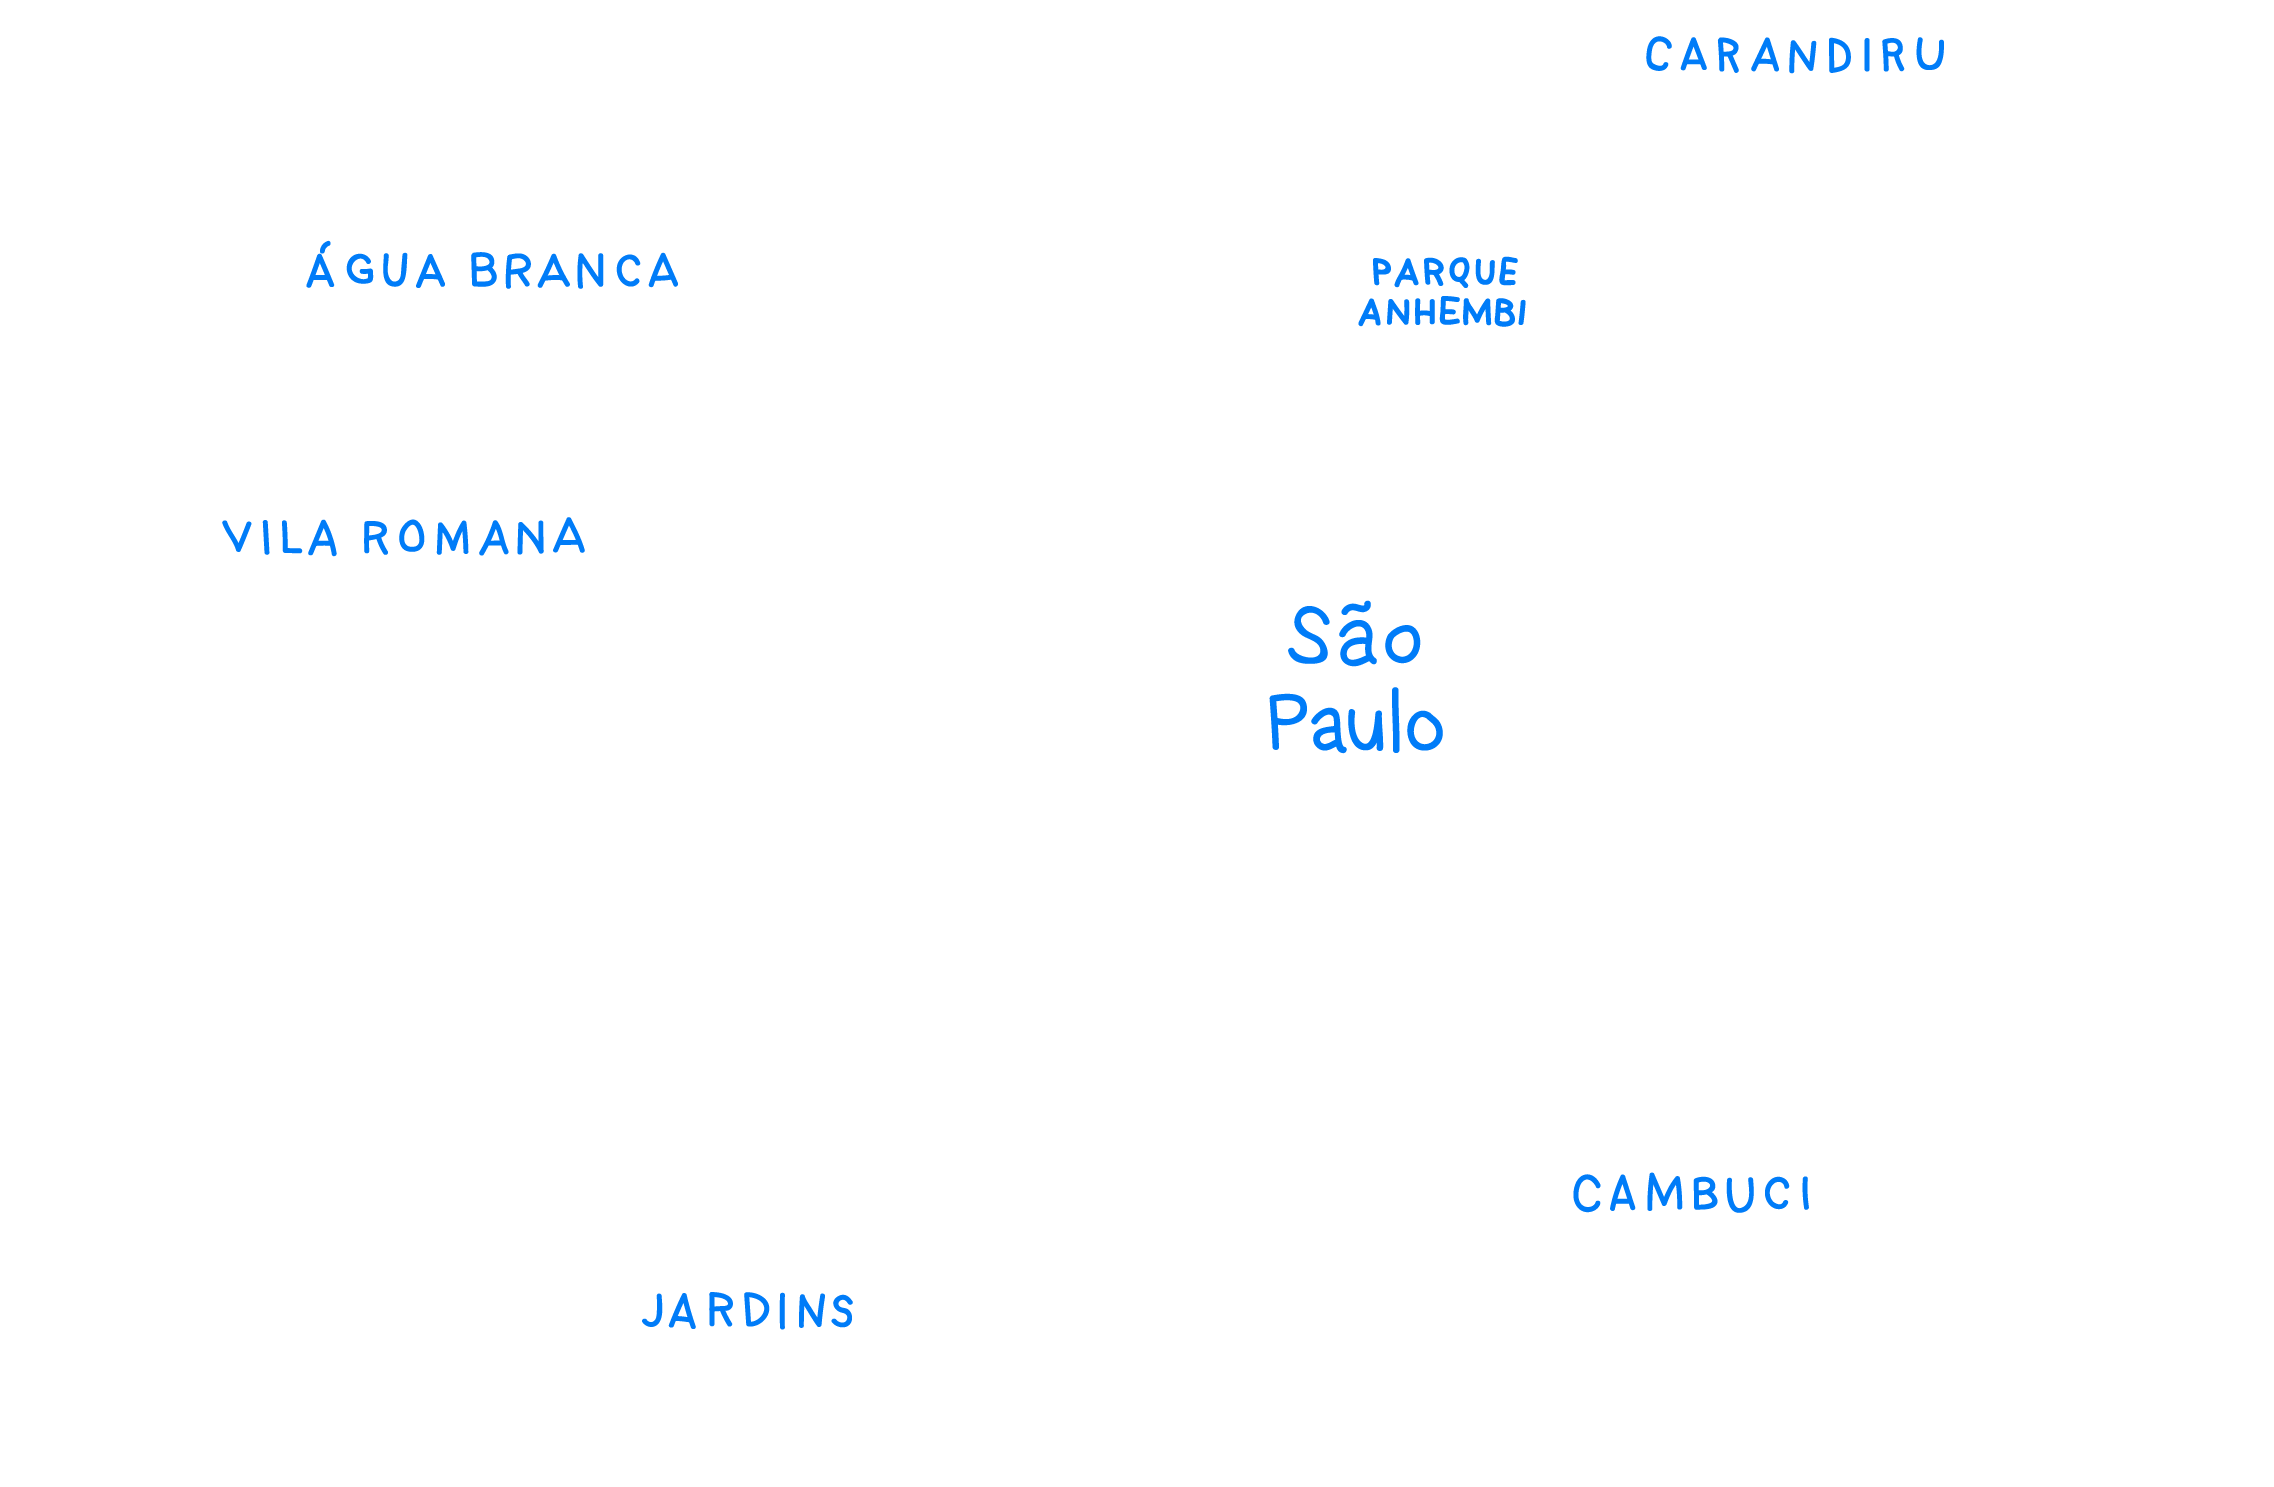 CARANDIRU
ÁGUA BRANCA
PARQUE
ANHEMBI
VILA ROMANA
São
Paulo
CAMBUCI
JARDINS